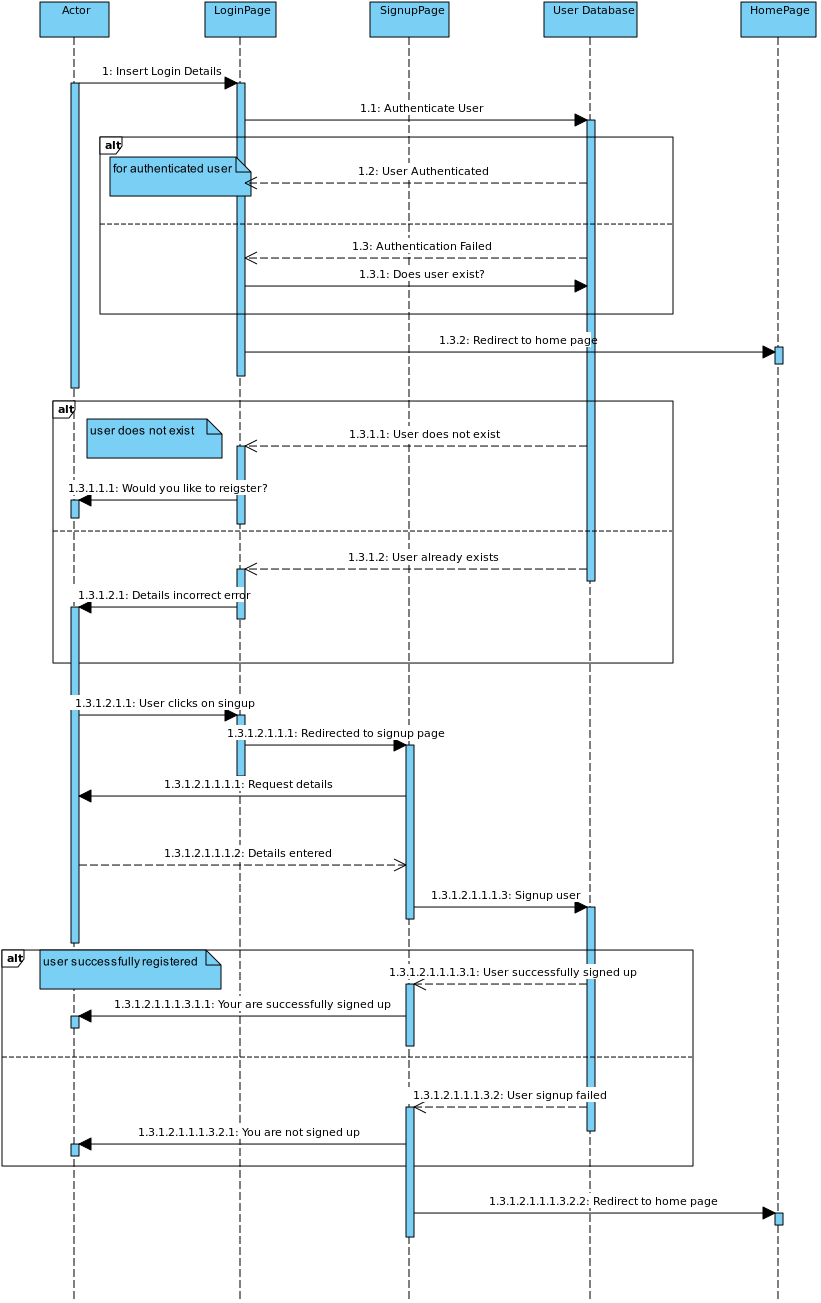 Actor
LoginPage
SignupPage
User Database
HomePage
1: Insert Login Details
1.1: Authenticate User
alt
for authenticated user
1.2: User Authenticated
1.3: Authentication Failed
1.3.1: Does user exist?
1.3.2: Redirect to home page
alt
user does not exist
1.3.1.1: User does not exist
1.3.1.1.1: Would you like to reigster?
1.3.1.2: User already exists
1.3.1.2.1: Details incorrect error
1.3.1.2.1.1: User clicks on singup
1.3.1.2.1.1.1: Redirected to signup page
1.3.1.2.1.1.1.1: Request details
1.3.1.2.1.1.1.2: Details entered
1.3.1.2.1.1.1.3: Signup user
alt
user successfully registered
1.3.1.2.1.1.1.3.1: User successfully signed up
1.3.1.2.1.1.1.3.1.1: Your are successfully signed up
1.3.1.2.1.1.1.3.2: User signup failed
1.3.1.2.1.1.1.3.2.1: You are not signed up
1.3.1.2.1.1.1.3.2.2: Redirect to home page